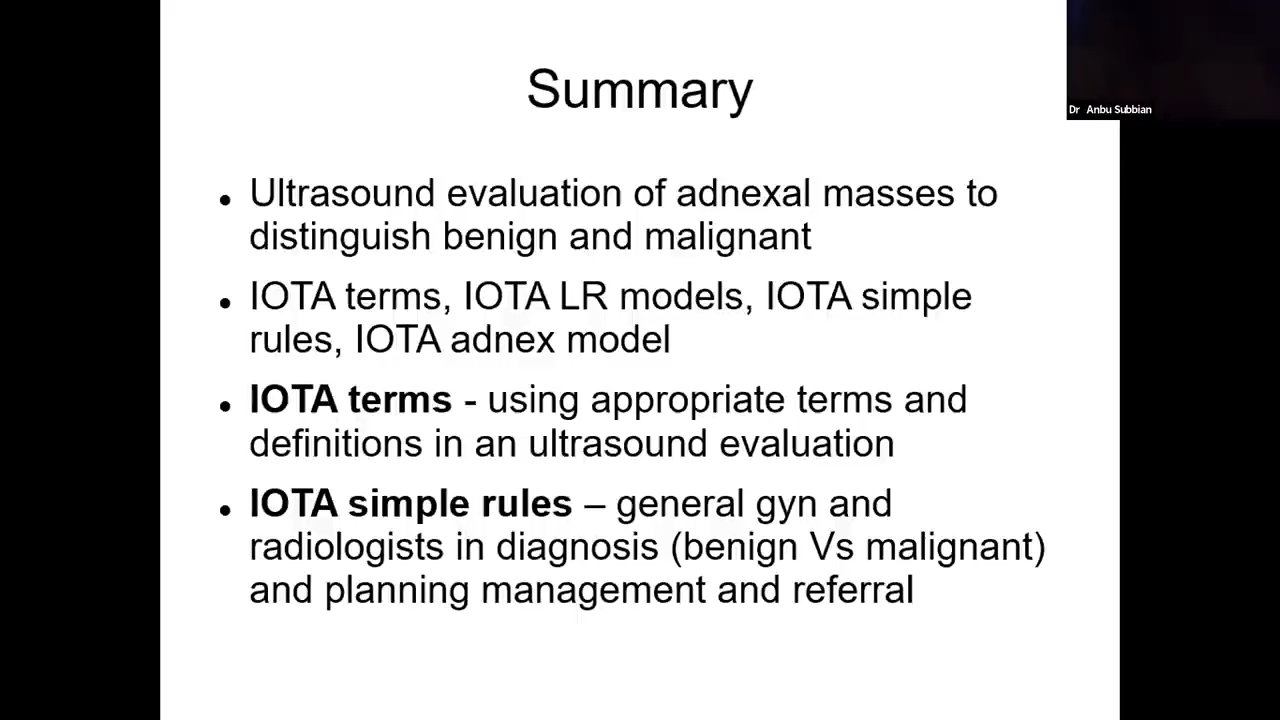 Summary
Dr Anbu Subbian
• Ultrasound evaluation of adnexal masses to
distinguish benign and malignant
• IOTA terms, IOTA LR models, IOTA simple
rules, IOTA adnex model
• IOTA terms - using appropriate terms and
definitions in an ultrasound evaluation
• IOTA simple rules – general gyn and
radiologists in diagnosis (benign Vs malignant)
and planning management and referral